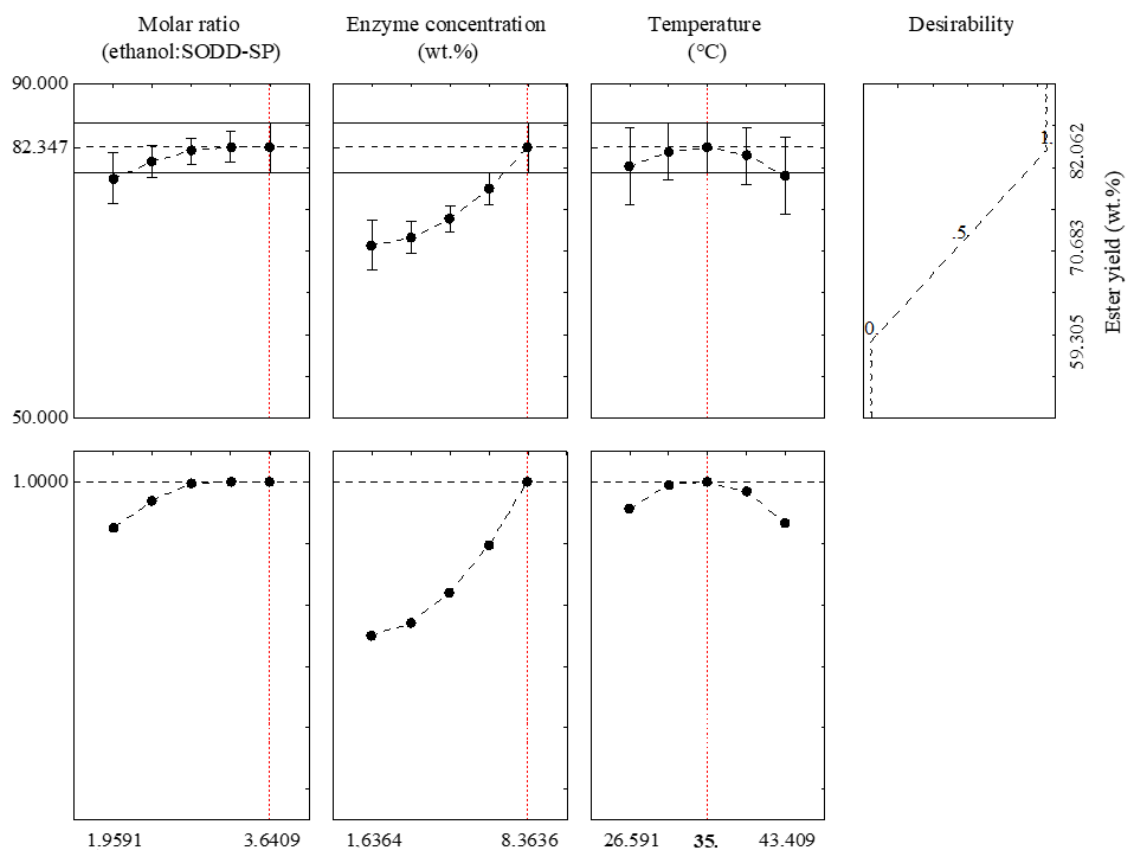 Molar ratio
(ethanol:SODD-SP)
Enzyme concentration
(wt.%)
Temperature
(°C)
Desirability
90.000
82.347
50.000
1.
.5.
0.
82.062
70.683
59.305
Ester yield (wt.%)
1.0000
1.9591
3.6409
1.6364
8.3636
26.591
35.
43.409